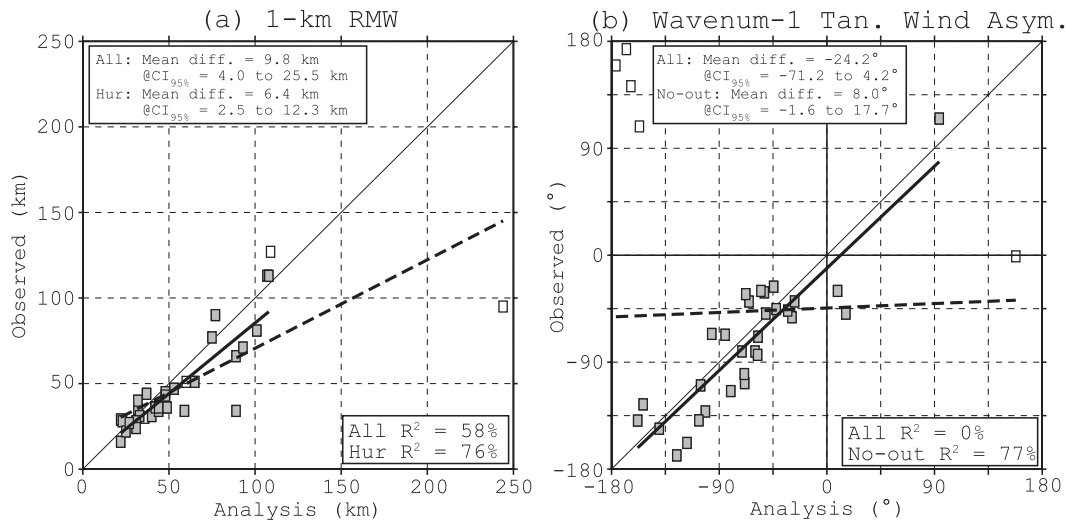 (a) 1-km RMW
All: Mean diff. = 9.8 km
@CI95% = 4.0 to 25.5 km
Hur: Mean diff. = 6.4 km
@CI95% = 2.5 to 12.3 km
250
200
150
100
50
0
Observed (km)
All R² = 58%
Hur R² = 76%
0 50 100 150 200 250
Analysis (km)
(b) Wavenum-1 Tan. Wind Asym.
All: Mean diff. = -24.2°
@CI95% = -71.2 to 4.2°
No-out: Mean diff. = 8.0°
@CI95% = -1.6 to 17.7°
180
90
0
-90
-180
Observed (°)
All R² = 0%
No-out R² = 77%
-180 -90 0 90 180
Analysis (°)